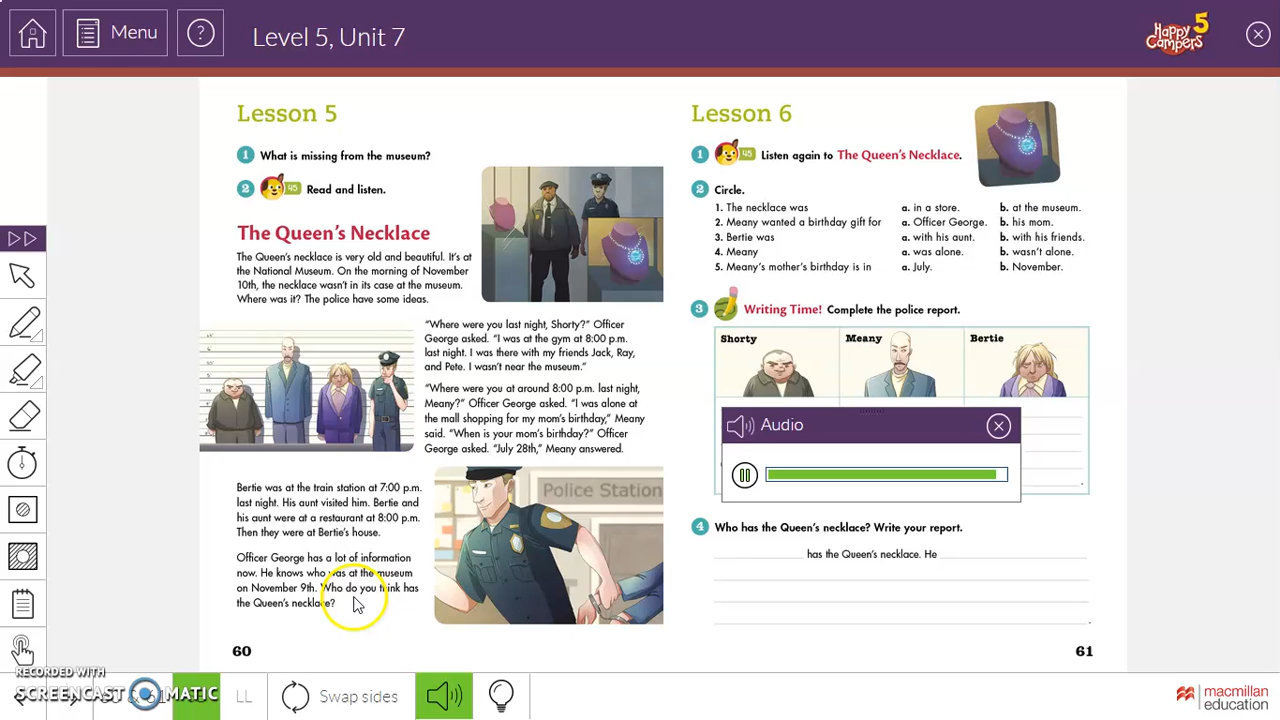 Menu
?
Level 5, Unit 7
Happy Campers 5
Lesson 5
1 What is missing from the museum?
2 45 Read and listen.
The Queen's Necklace
The Queen's necklace is very old and beautiful. It's at
the National Museum. On the morning of November
10th, the necklace wasn't in its case at the museum.
Where was it? The police have some ideas.
"Where were you last night, Shorty?" Officer
George asked. "I was at the gym at 8:00 p.m.
last night. I was there with my friends Jack, Ray,
and Pete. I wasn't near the museum."
"Where were you at around 8:00 p.m. last night,
Meany?" Officer George asked. "I was alone at
the mall shopping for my mom's birthday," Meany
said. "When is your mom's birthday?" Officer
George asked. "July 28th," Meany answered.
Bertie was at the train station at 7:00 p.m.
last night. His aunt visited him. Bertie and
his aunt were at a restaurant at 8:00 p.m.
Then they were at Bertie's house.
Police Station
Officer George has a lot of information
now. He knows who was at the museum
on November 9th. Who do you think has
the Queen's necklace?
60
Lesson 6
1 45 Listen again to The Queen's Necklace.
2 Circle.
1. The necklace was a. in a store. b. at the museum.
2. Meany wanted a birthday gift for a. Officer George. b. his mom.
3. Bertie was a. with his aunt. b. with his friends.
4. Meany a. was alone. b. wasn't alone.
5. Meany's mother's birthday is in a. July. b. November.
3 Writing Time! Complete the police report.
Shorty Meany Bertie
Audio
4 Who has the Queen's necklace? Write your report.
has the Queen's necklace. He
61
RECORDED WITH
SCREENCAST MATIC
LL
Swap sides
macmillan
education